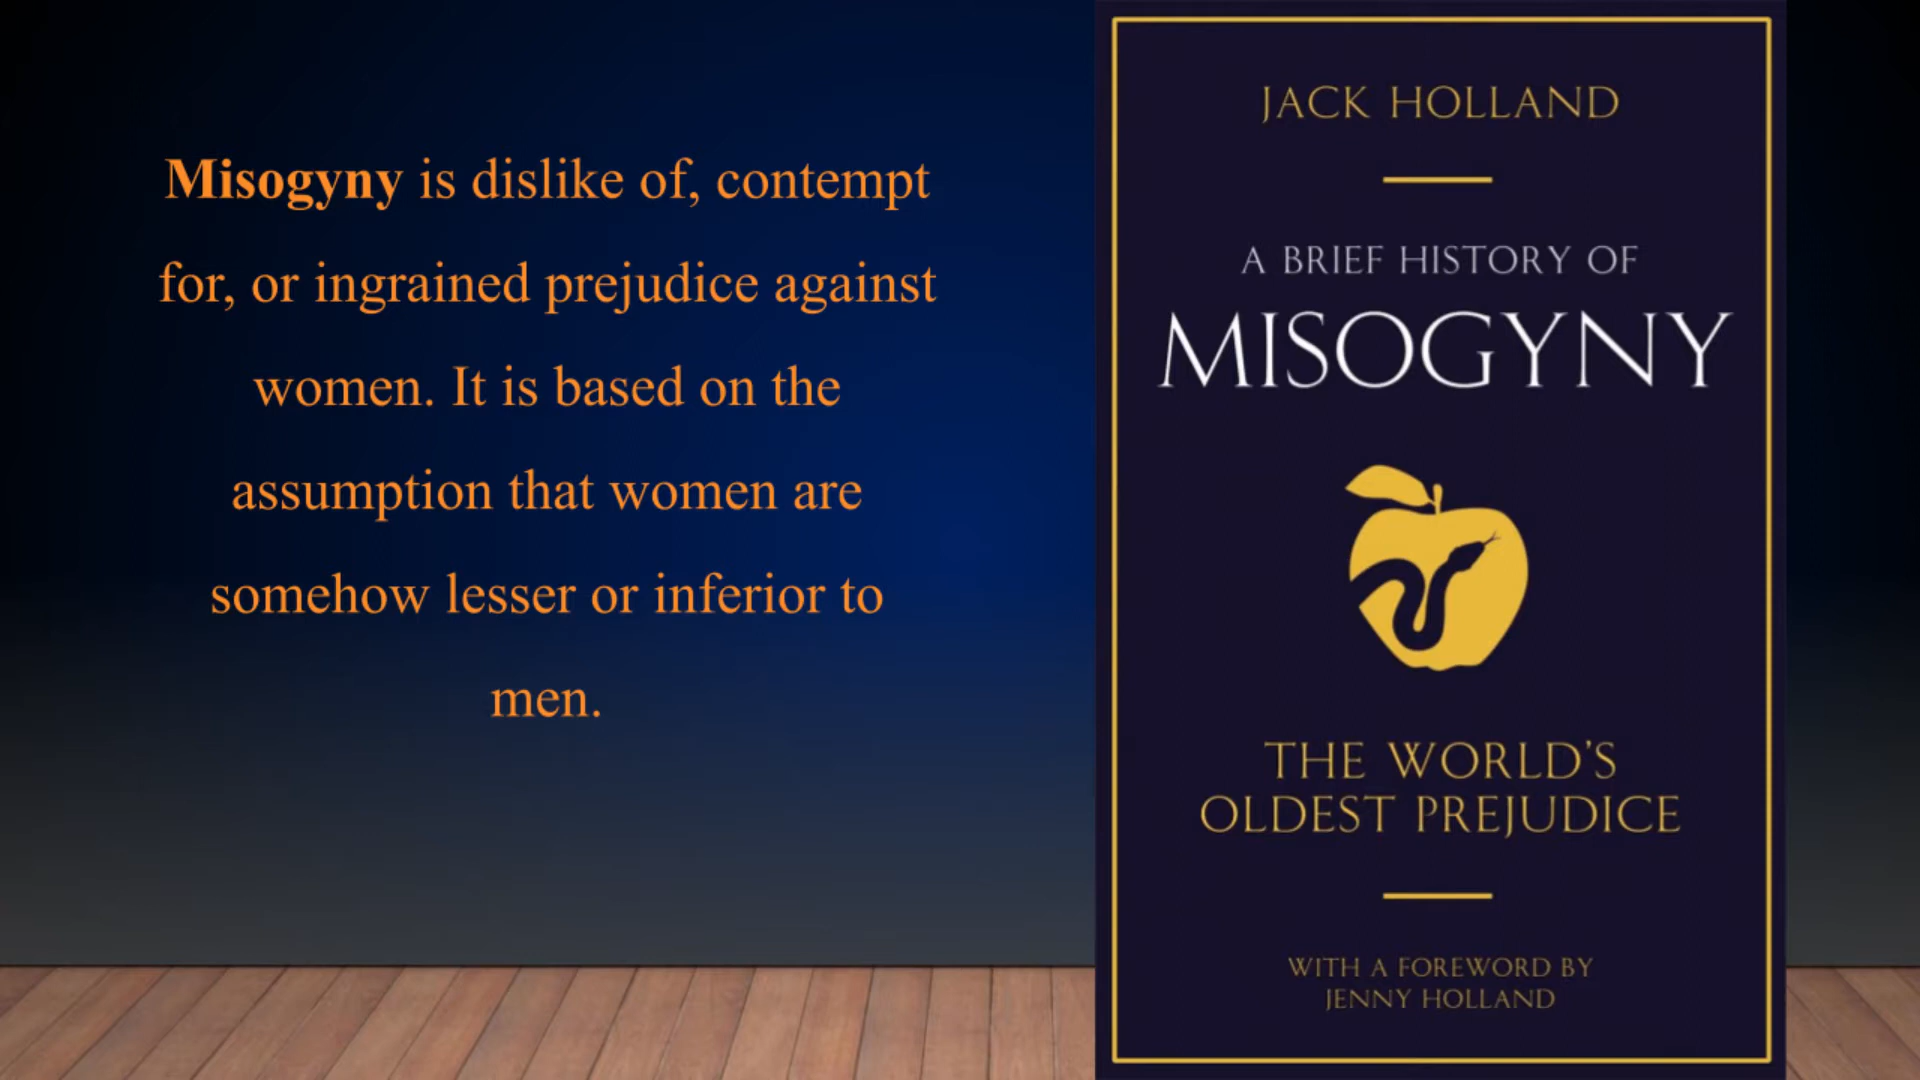 Misogyny is dislike of, contempt
for, or ingrained prejudice against
women. It is based on the
assumption that women are
somehow lesser or inferior to
men.
JACK HOLLAND
A BRIEF HISTORY OF
MISOGYNY
THE WORLD'S
OLDEST PREJUDICE
WITH A FOREWORD BY
JENNY HOLLAND